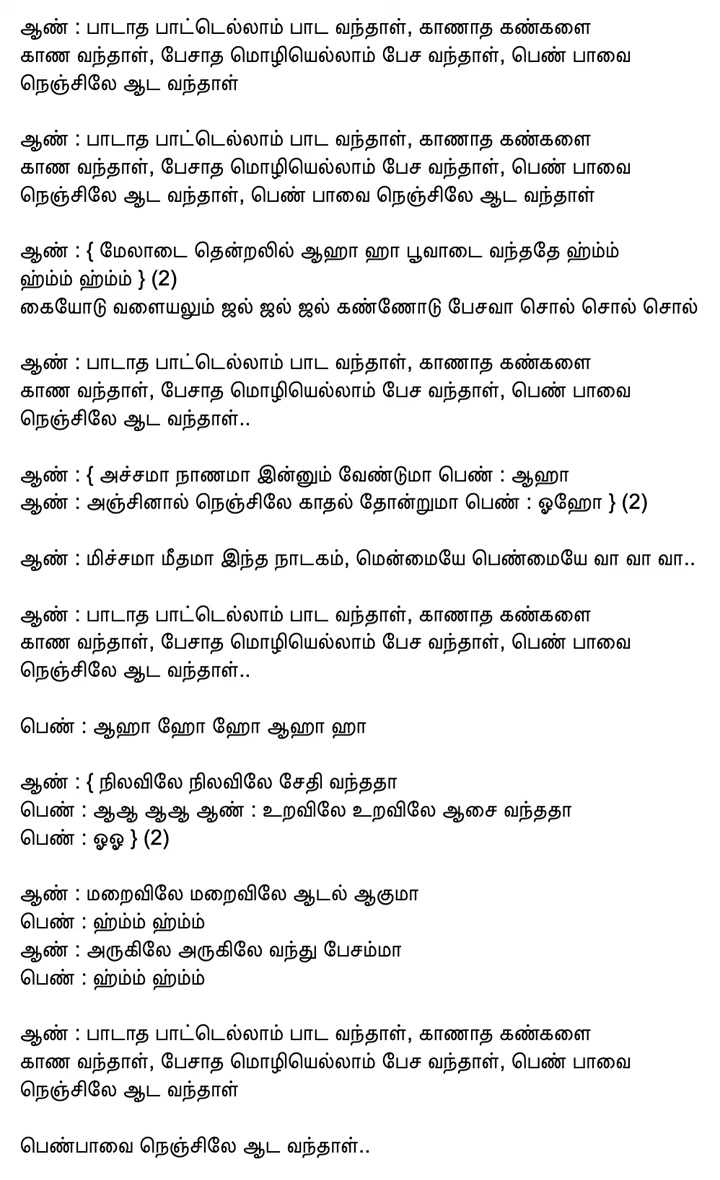 ஆண் : பாடாத பாட்டெல்லாம் பாட வந்தாள், காணாத கண்களை
காண வந்தாள், பேசாத மொழியெல்லாம் பேச வந்தாள், பெண் பாவை
நெஞ்சிலே ஆட வந்தாள்

ஆண் : பாடாத பாட்டெல்லாம் பாட வந்தாள், காணாத கண்களை
காண வந்தாள், பேசாத மொழியெல்லாம் பேச வந்தாள், பெண் பாவை
நெஞ்சிலே ஆட வந்தாள், பெண் பாவை நெஞ்சிலே ஆட வந்தாள்

ஆண் : { மேலாடை தென்றலில் ஆஹா ஹா பூவாடை வந்ததே ஹ்ம்ம்
ஹ்ம்ம் ஹ்ம்ம் } (2)
கையோடு வளையலும் ஜல் ஜல் ஜல் கண்ணோடு பேசவா சொல் சொல் சொல்

ஆண் : பாடாத பாட்டெல்லாம் பாட வந்தாள், காணாத கண்களை
காண வந்தாள், பேசாத மொழியெல்லாம் பேச வந்தாள், பெண் பாவை
நெஞ்சிலே ஆட வந்தாள்..

ஆண் : { அச்சமா நாணமா இன்னும் வேண்டுமா பெண் : ஆஹா
ஆண் : அஞ்சினால் நெஞ்சிலே காதல் தோன்றுமா பெண் : ஓஹோ } (2)

ஆண் : மிச்சமா மீதமா இந்த நாடகம், மென்மையே பெண்மையே வா வா வா..

ஆண் : பாடாத பாட்டெல்லாம் பாட வந்தாள், காணாத கண்களை
காண வந்தாள், பேசாத மொழியெல்லாம் பேச வந்தாள், பெண் பாவை
நெஞ்சிலே ஆட வந்தாள்..

பெண் : ஆஹா ஹோ ஹோ ஆஹா ஹா

ஆண் : { நிலவிலே நிலவிலே சேதி வந்ததா
பெண் : ஆஆ ஆஆ ஆண் : உறவிலே உறவிலே ஆசை வந்ததா
பெண் : ஓஓ } (2)

ஆண் : மறைவிலே மறைவிலே ஆடல் ஆகுமா
பெண் : ஹ்ம்ம் ஹ்ம்ம்
ஆண் : அருகிலே அருகிலே வந்து பேசம்மா
பெண் : ஹ்ம்ம் ஹ்ம்ம்

ஆண் : பாடாத பாட்டெல்லாம் பாட வந்தாள், காணாத கண்களை
காண வந்தாள், பேசாத மொழியெல்லாம் பேச வந்தாள், பெண் பாவை
நெஞ்சிலே ஆட வந்தாள்

பெண்பாவை நெஞ்சிலே ஆட வந்தாள்..